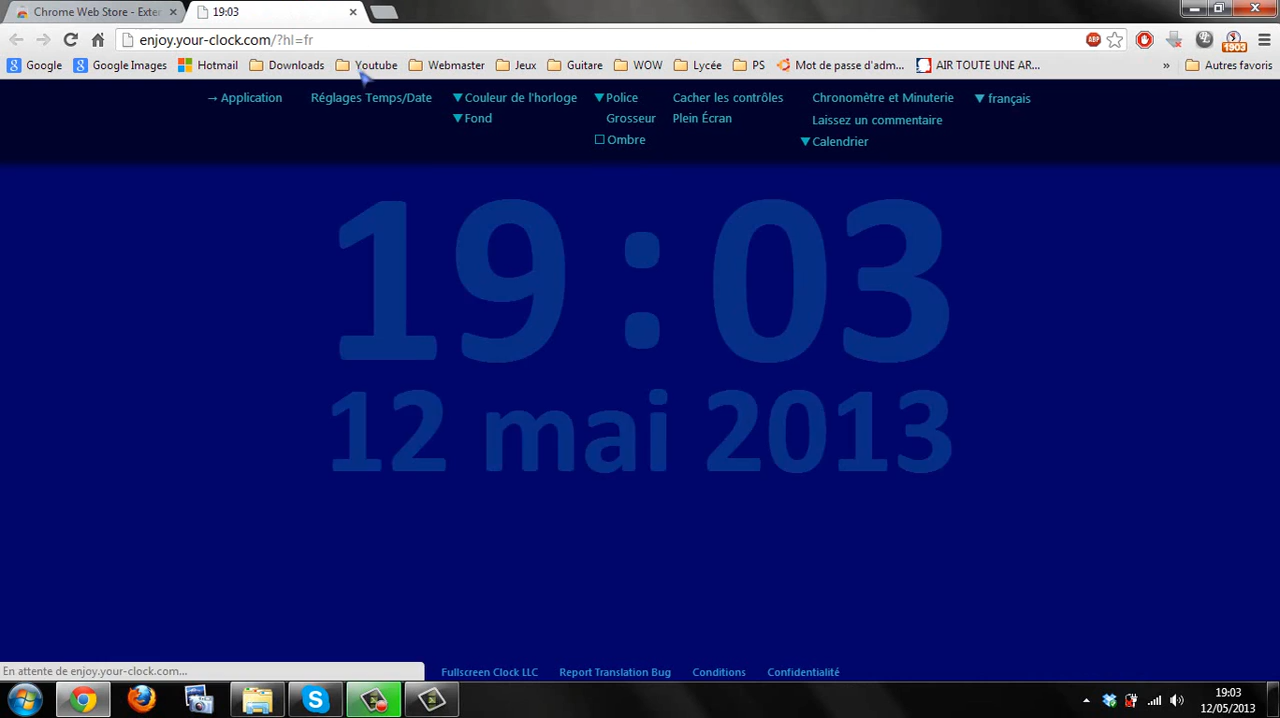 Chrome Web Store - Exter
19:03
enjoy.your-clock.com/?hl=fr
ABP
1903
Google Google Images Hotmail Downloads Youtube Webmaster Jeux Guitare WOW Lycée PS Mot de passe d'adm... AIR TOUTE UNE AR... » Autres favoris
→ Application Réglages Temps/Date ▼ Couleur de l'horloge ▼ Police Cacher les contrôles Chronomètre et Minuterie ▼ français
▼ Fond Grosseur Plein Écran Laissez un commentaire
☐ Ombre ▼ Calendrier
19 : 03
12 mai 2013
En attente de enjoy.your-clock.com... Fullscreen Clock LLC Report Translation Bug Conditions Confidentialité
19:03
12/05/2013